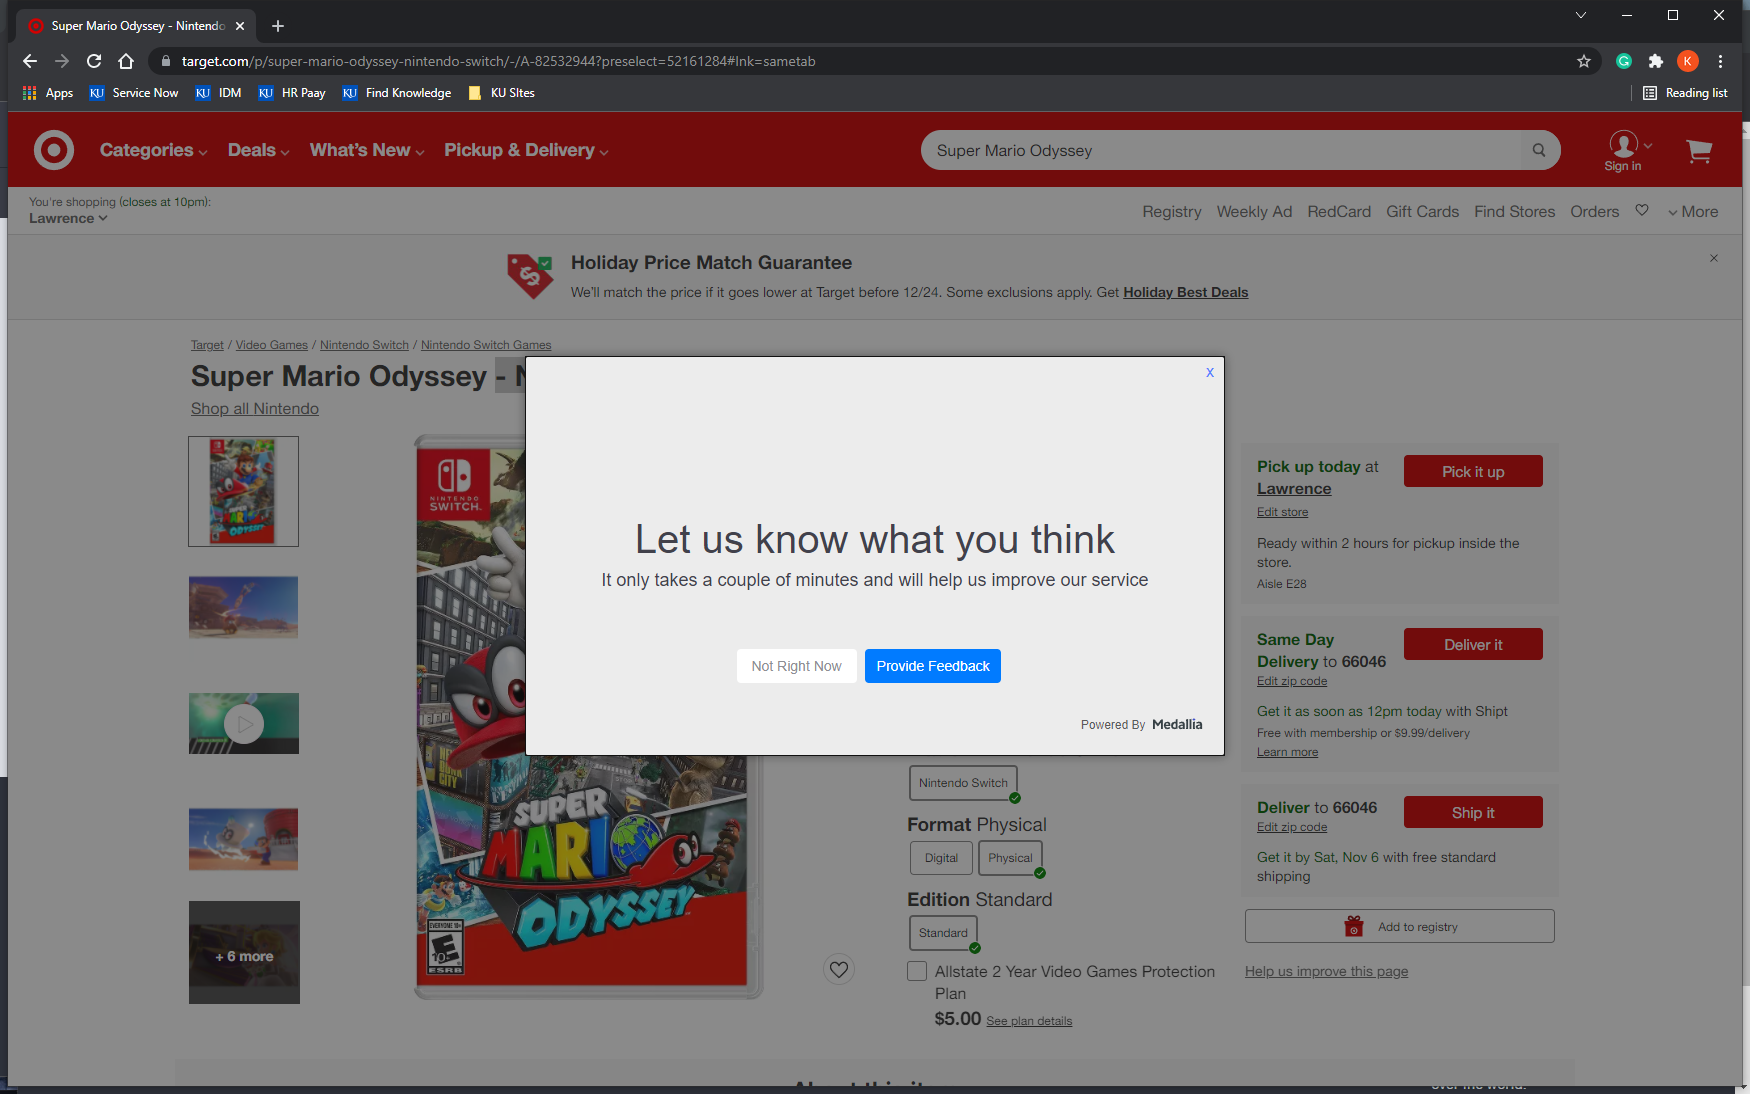 Super Mario Odyssey - Nintendo
target.com/p/super-mario-odyssey-nintendo-switch/-/A-82532944?preselect=52161284#lnk=sametab
K
Apps
KU Service Now
KU IDM
KU HR Paay
KU Find Knowledge
KU SItes
Reading list
Categories
Deals
What's New
Pickup & Delivery
Super Mario Odyssey
Sign in
You're shopping (closes at 10pm):
Lawrence
Registry
Weekly Ad
RedCard
Gift Cards
Find Stores
Orders
More
Holiday Price Match Guarantee
We'll match the price if it goes lower at Target before 12/24. Some exclusions apply. Get Holiday Best Deals
Target / Video Games / Nintendo Switch / Nintendo Switch Games
Super Mario Odyssey - N
Shop all Nintendo
NINTENDO
SWITCH
SUPER
MARIO
ODYSSEY
EVERYONE 10+
E
10+
ESRB
+ 6 more
X
Let us know what you think
It only takes a couple of minutes and will help us improve our service
Not Right Now
Provide Feedback
Powered By Medallia
Nintendo Switch
Format Physical
Digital
Physical
Edition Standard
Standard
Allstate 2 Year Video Games Protection
Plan
$5.00 See plan details
Pick up today at
Lawrence
Pick it up
Edit store
Ready within 2 hours for pickup inside the
store.
Aisle E28
Same Day
Delivery to 66046
Deliver it
Edit zip code
Get it as soon as 12pm today with Shipt
Free with membership or $9.99/delivery
Learn more
Deliver to 66046
Ship it
Edit zip code
Get it by Sat, Nov 6 with free standard
shipping
Add to registry
Help us improve this page